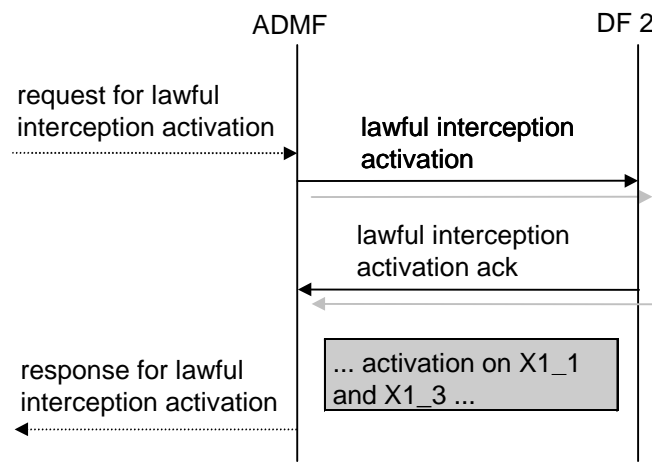 ADMF
DF 2
request for lawful
interception activation
lawful interception
activation
lawful interception
activation ack
... activation on X1_1
and X1_3 ...
response for lawful
interception activation